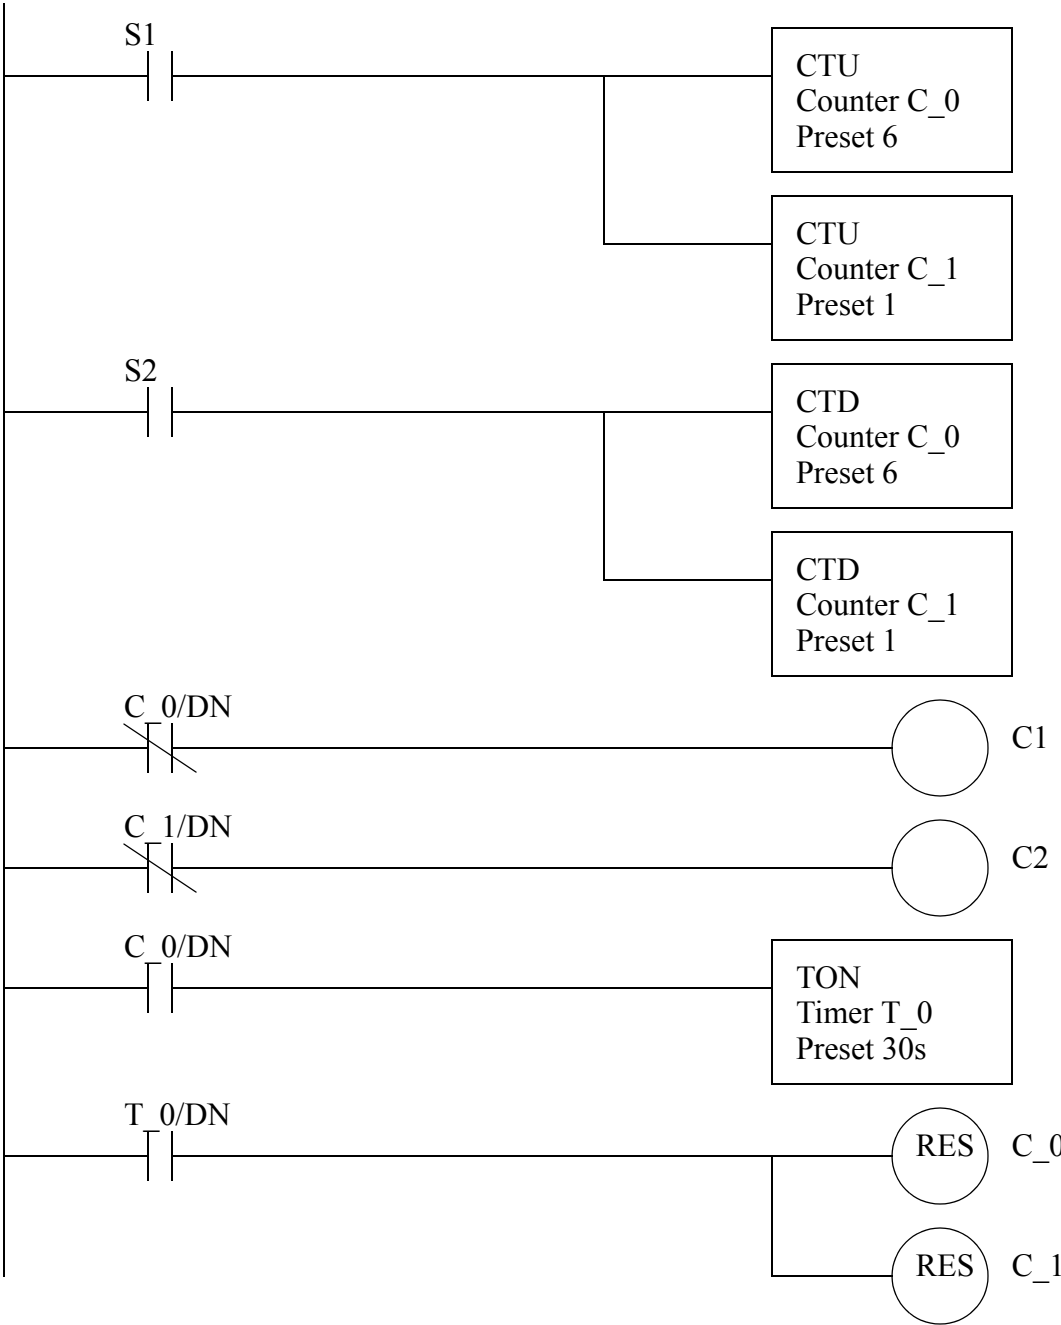 S1
CTU
Counter C_0
Preset 6
CTU
Counter C_1
Preset 1
S2
CTD
Counter C_0
Preset 6
CTD
Counter C_1
Preset 1
C_0/DN
C1
C_1/DN
C2
C_0/DN
TON
Timer T_0
Preset 30s
T_0/DN
RES C_0
RES C_1